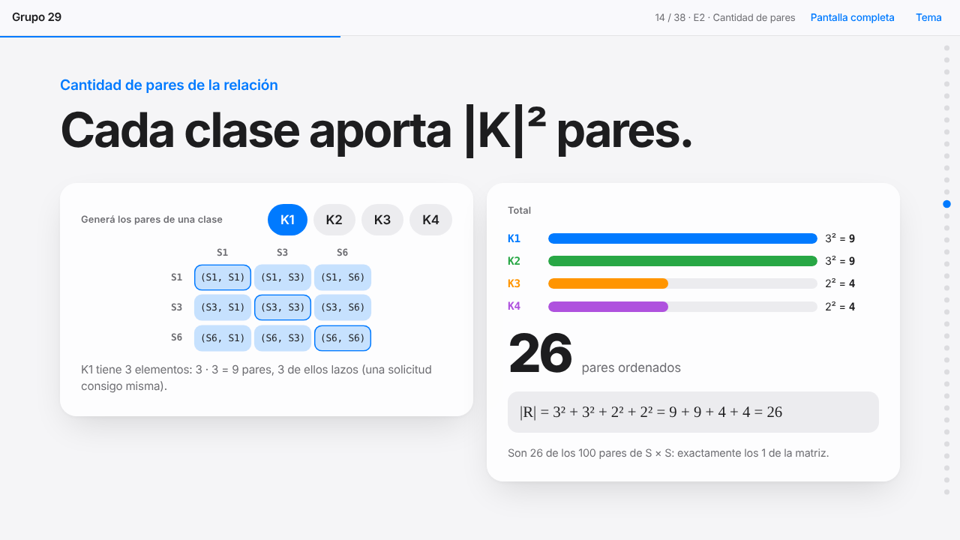 Grupo 29
14 / 38 · E2 · Cantidad de pares
Pantalla completa
Tema
Cantidad de pares de la relación
Cada clase aporta |K|² pares.
Generá los pares de una clase
K1 K2 K3 K4
S1 S3 S6
S1 (S1, S1) (S1, S3) (S1, S6)
S3 (S3, S1) (S3, S3) (S3, S6)
S6 (S6, S1) (S6, S3) (S6, S6)
K1 tiene 3 elementos: 3 · 3 = 9 pares, 3 de ellos lazos (una solicitud
consigo misma).
Total
K1 3² = 9
K2 3² = 9
K3 2² = 4
K4 2² = 4
26 pares ordenados
|R| = 3² + 3² + 2² + 2² = 9 + 9 + 4 + 4 = 26
Son 26 de los 100 pares de S × S: exactamente los 1 de la matriz.